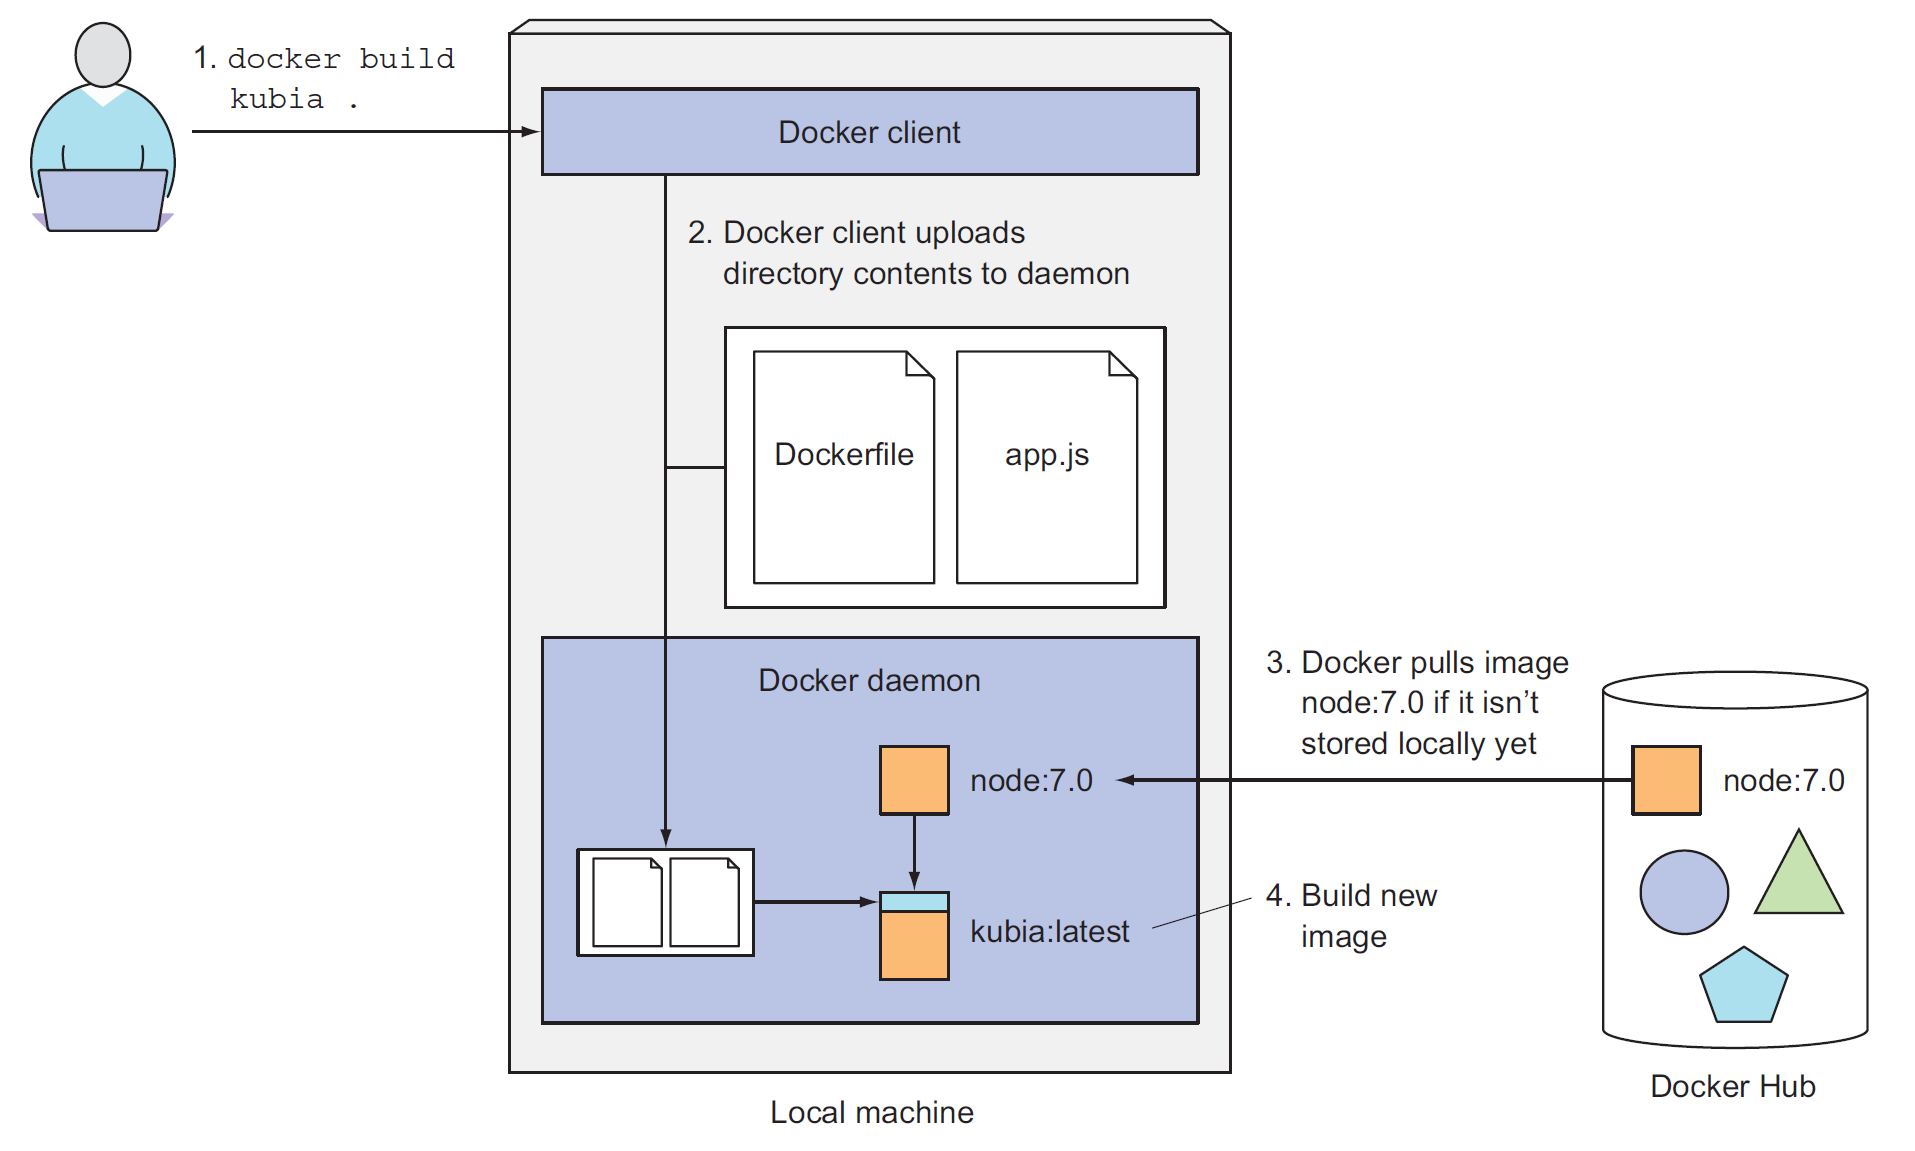 1. docker build
kubia .
Docker client
2. Docker client uploads
directory contents to daemon
Dockerfile
app.js
Docker daemon
3. Docker pulls image
node:7.0 if it isn’t
stored locally yet
node:7.0
node:7.0
kubia:latest
4. Build new
image
Docker Hub
Local machine